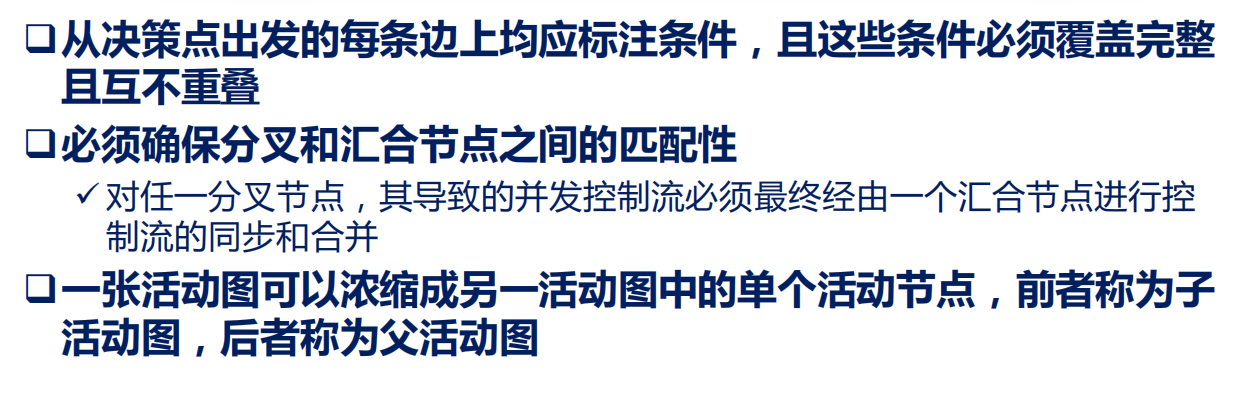 ❑从决策点出发的每条边上均应标注条件，且这些条件必须覆盖完整
且互不重叠
❑必须确保分叉和汇合节点之间的匹配性
✓对任一分叉节点，其导致的并发控制流必须最终经由一个汇合节点进行控
制流的同步和合并
❑一张活动图可以浓缩成另一活动图中的单个活动节点，前者称为子
活动图，后者称为父活动图